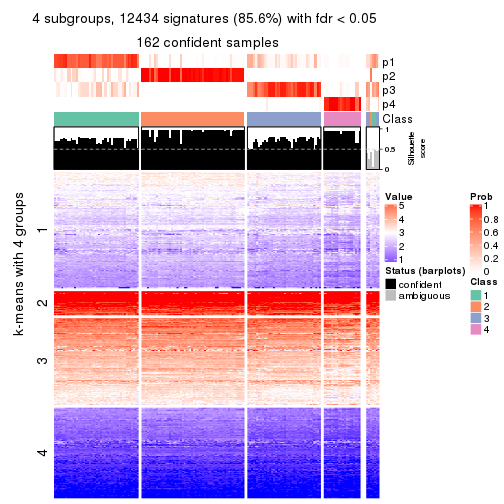 4 subgroups, 12434 signatures (85.6%) with fdr < 0.05
162 confident samples
p1
p2
p3
p4
Class
1
0.5
0
Silhouette
score
k-means with 4 groups
1
2
3
4
Value
5
4
3
2
1
Status (barplots)
confident
ambiguous
Prob
1
0.8
0.6
0.4
0.2
0
Class
1
2
3
4